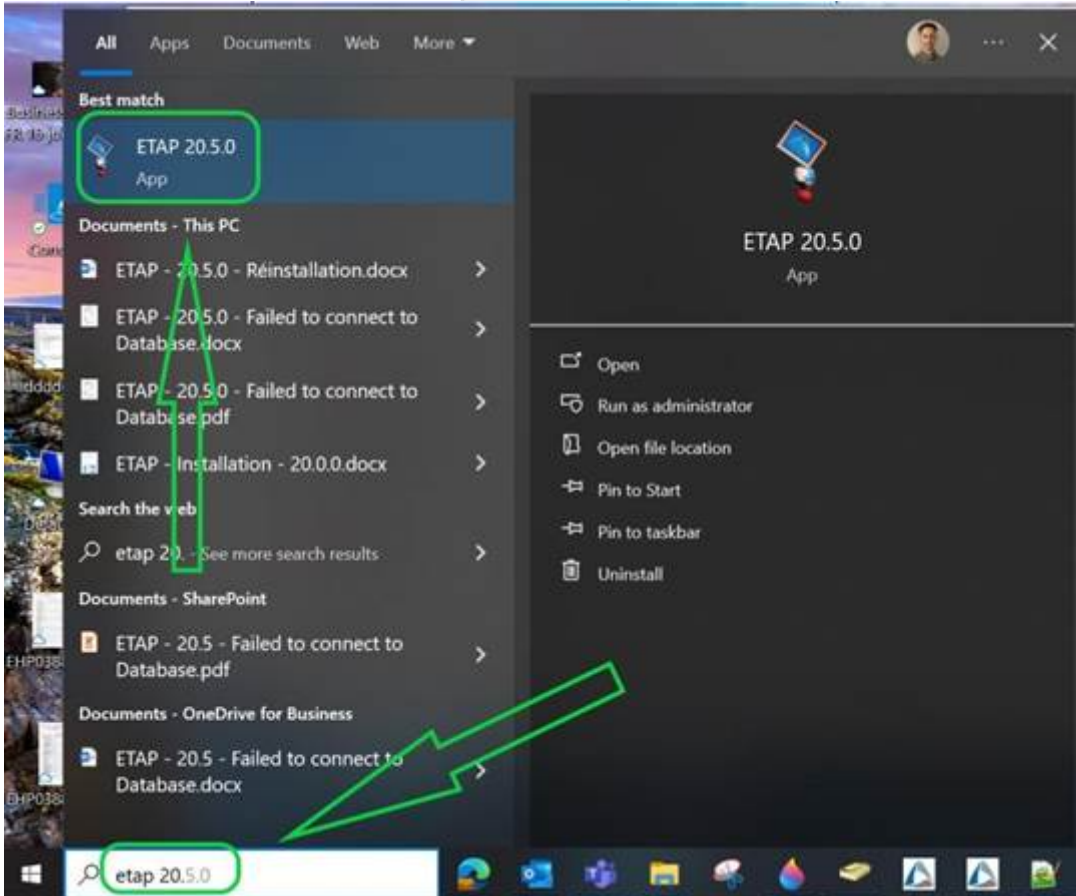 All Apps Documents Web More
Best match
ETAP 20.5.0
App
Documents - This PC
ETAP - 20.5.0 - Réinstallation.docx
ETAP - 20.5.0 - Failed to connect to
Database.docx
ETAP - 20.5.0 - Failed to connect to
Database.pdf
ETAP - Installation - 20.0.0.docx
Search the web
etap 20. - See more search results
Documents - SharePoint
ETAP - 20.5 - Failed to connect to
Database.pdf
Documents - OneDrive for Business
ETAP - 20.5 - Failed to connect to
Database.docx
etap 20.5.0
ETAP 20.5.0
App
Open
Run as administrator
Open file location
Pin to Start
Pin to taskbar
Uninstall